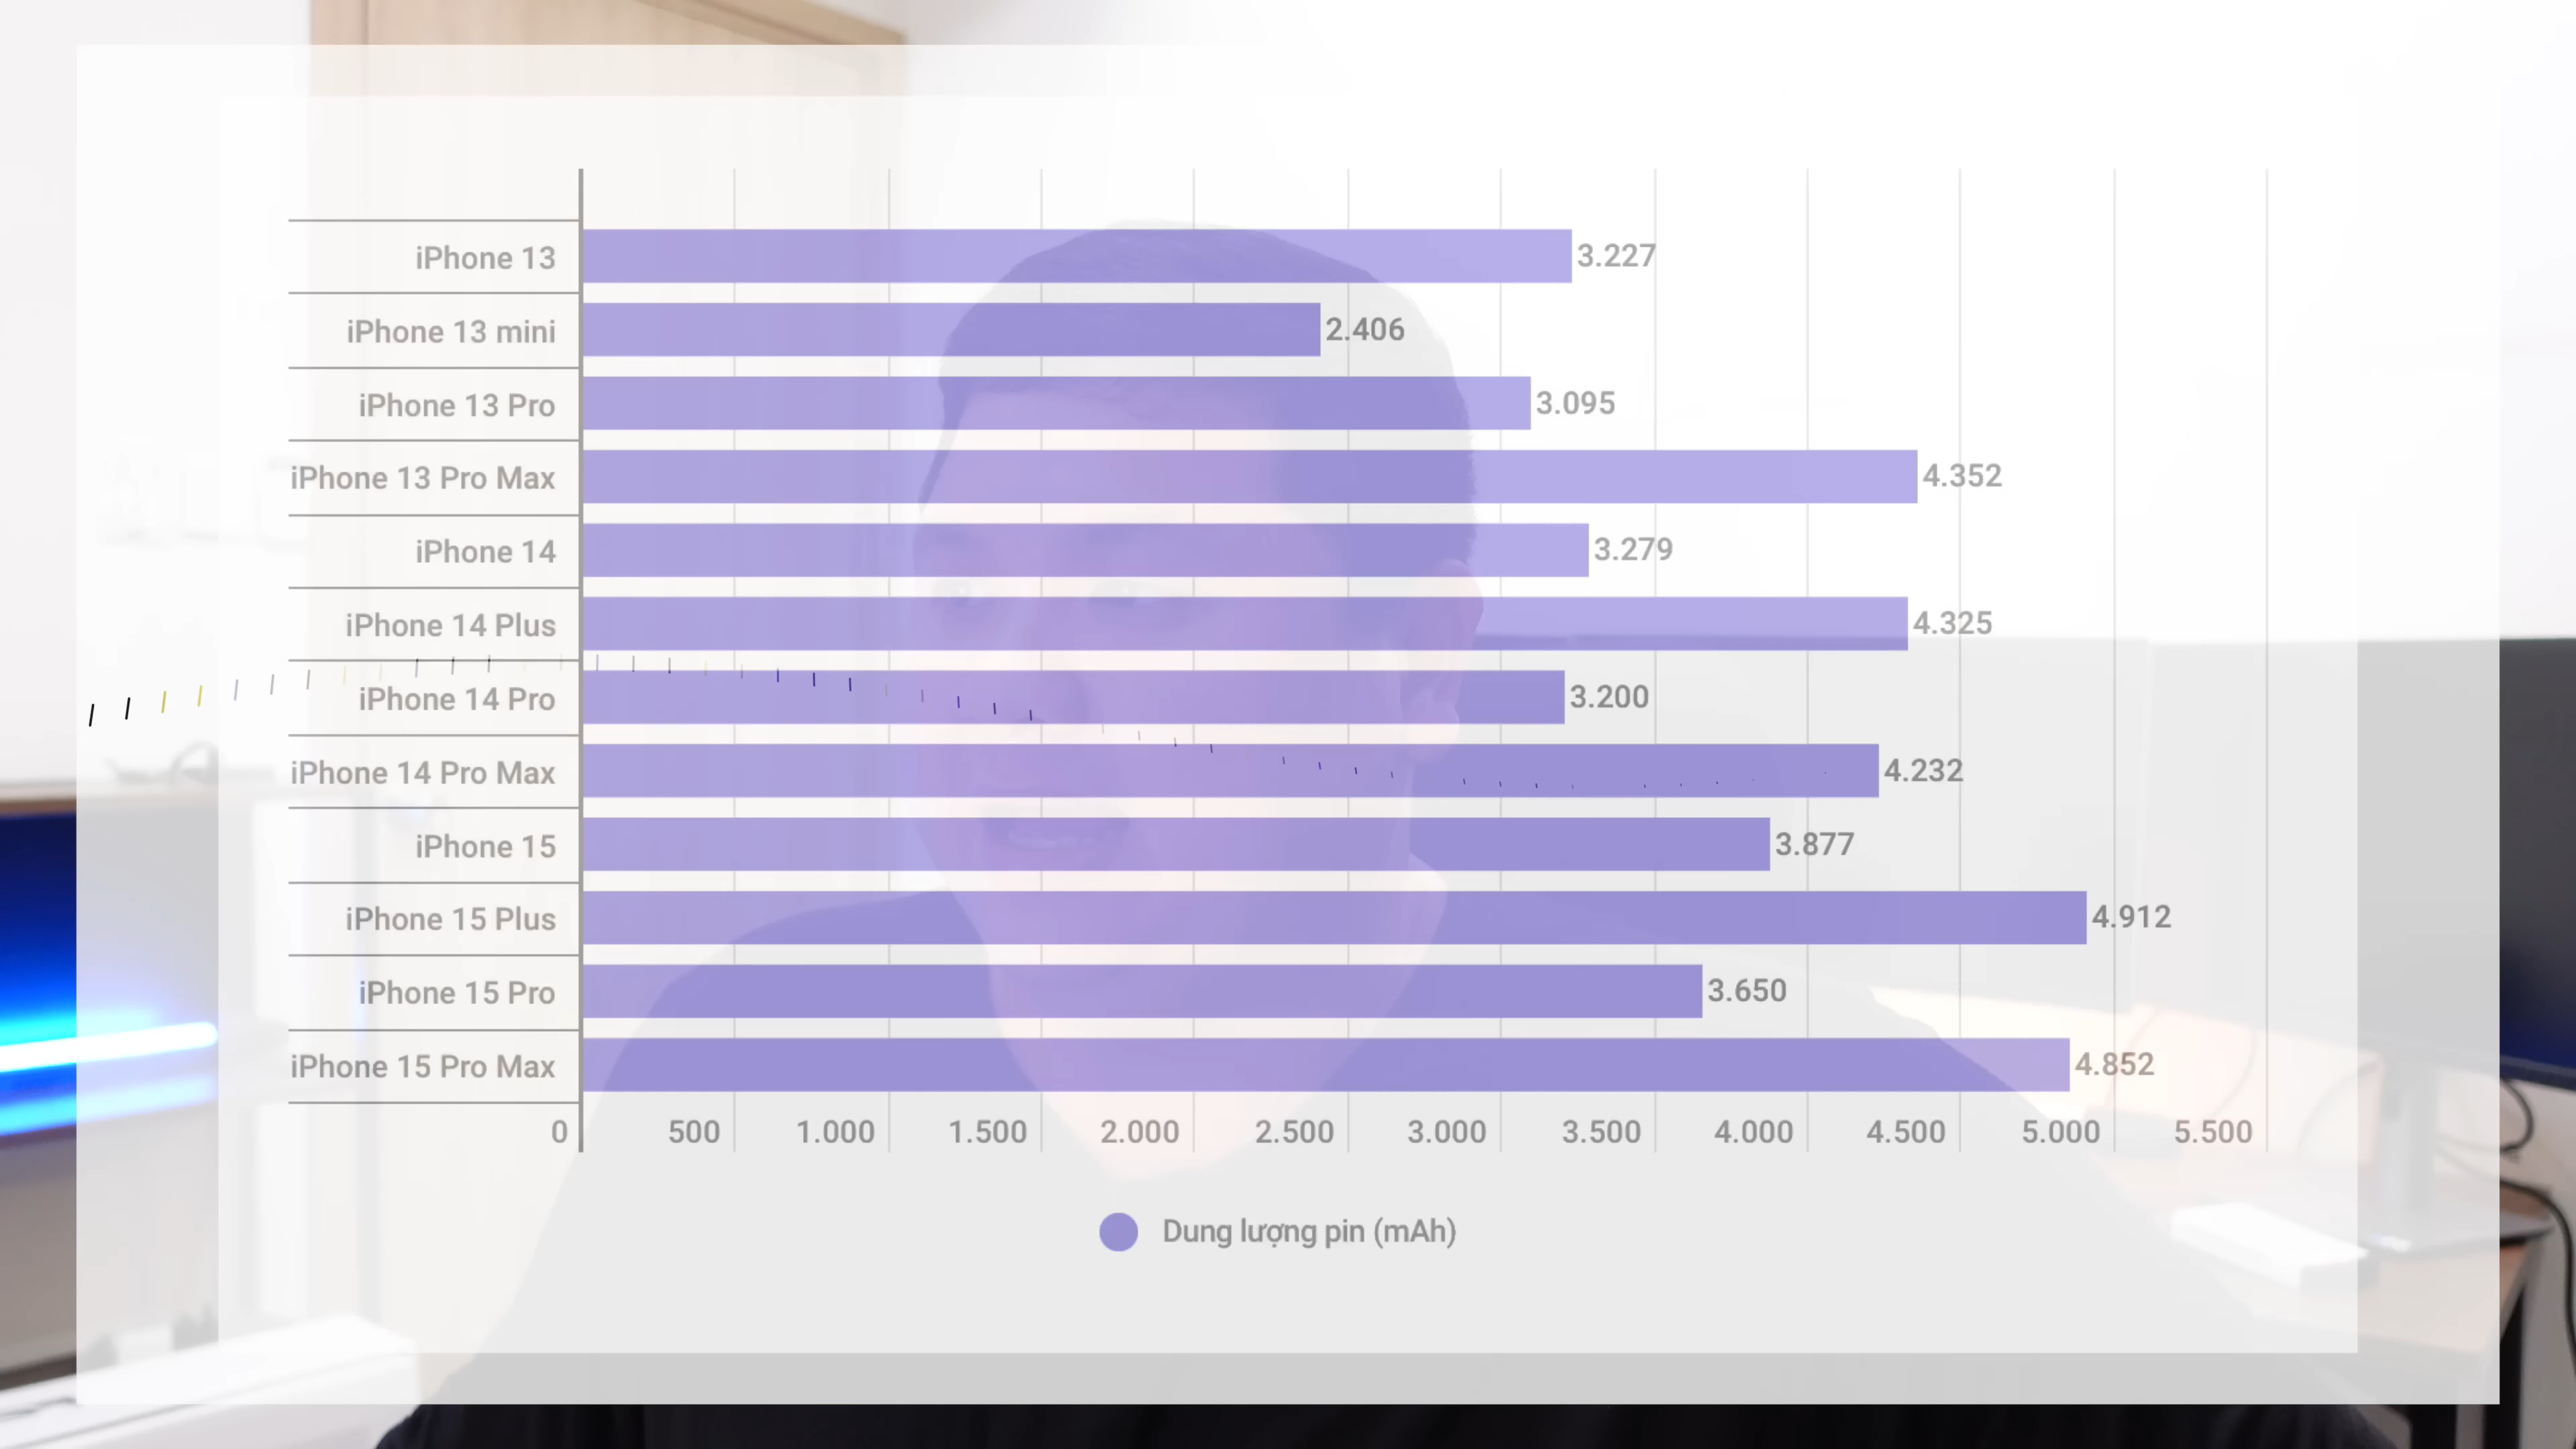 iPhone 13 3.227
iPhone 13 mini 2.406
iPhone 13 Pro 3.095
iPhone 13 Pro Max 4.352
iPhone 14 3.279
iPhone 14 Plus 4.325
iPhone 14 Pro 3.200
iPhone 14 Pro Max 4.232
iPhone 15 3.877
iPhone 15 Plus 4.912
iPhone 15 Pro 3.650
iPhone 15 Pro Max 4.852
0 500 1.000 1.500 2.000 2.500 3.000 3.500 4.000 4.500 5.000 5.500
Dung lượng pin (mAh)